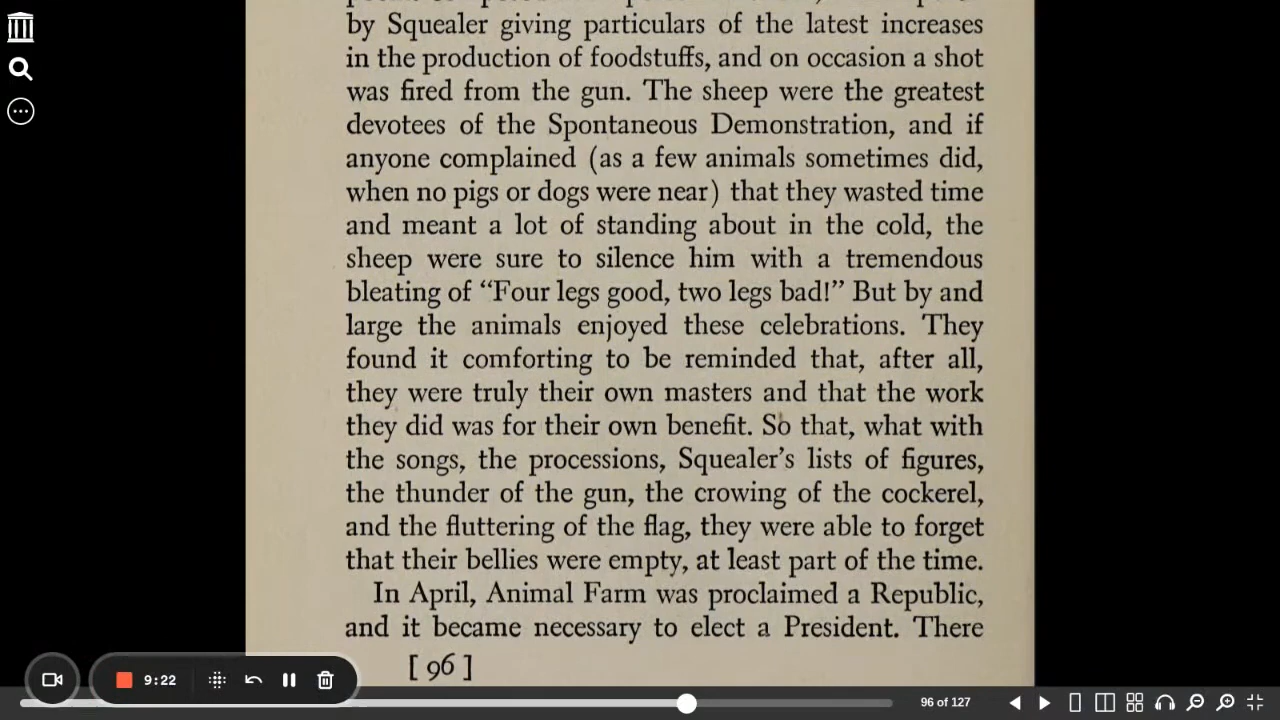 by Squealer giving particulars of the latest increases
in the production of foodstuffs, and on occasion a shot
was fired from the gun. The sheep were the greatest
devotees of the Spontaneous Demonstration, and if
anyone complained (as a few animals sometimes did,
when no pigs or dogs were near) that they wasted time
and meant a lot of standing about in the cold, the
sheep were sure to silence him with a tremendous
bleating of “Four legs good, two legs bad!” But by and
large the animals enjoyed these celebrations. They
found it comforting to be reminded that, after all,
they were truly their own masters and that the work
they did was for their own benefit. So that, what with
the songs, the processions, Squealer’s lists of figures,
the thunder of the gun, the crowing of the cockerel,
and the fluttering of the flag, they were able to forget
that their bellies were empty, at least part of the time.
In April, Animal Farm was proclaimed a Republic,
and it became necessary to elect a President. There
[ 96 ]
9:22
96 of 127